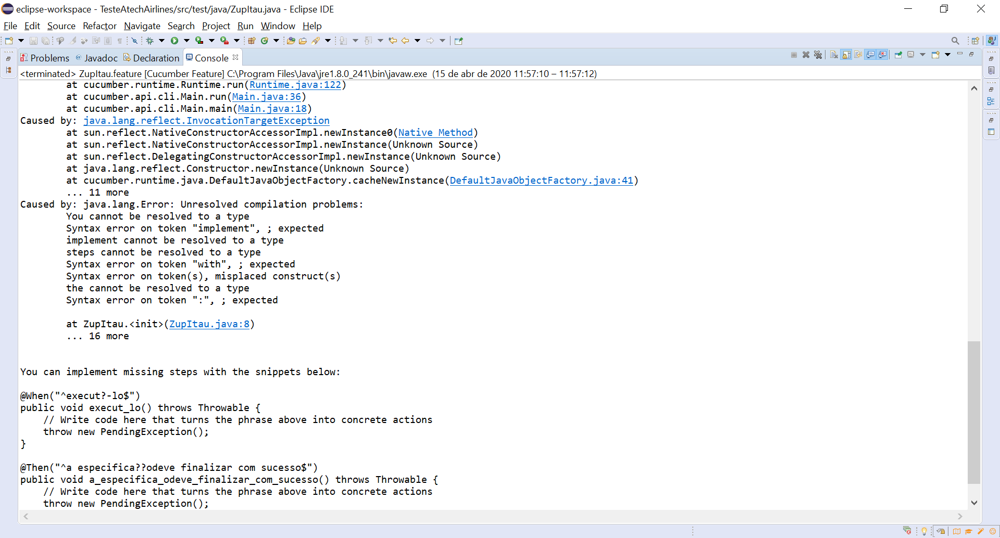 eclipse-workspace - TesteAtechAirlines/src/test/java/ZupItau.java - Eclipse IDE
File Edit Source Refactor Navigate Search Project Run Window Help
Problems @ Javadoc Declaration Console
<terminated> ZupItau.feature [Cucumber Feature] C:\Program Files\Java\jre1.8.0_241\bin\javaw.exe (15 de abr de 2020 11:57:10 – 11:57:12)
at cucumber.runtime.Runtime.run(Runtime.java:122)
at cucumber.api.cli.Main.run(Main.java:36)
at cucumber.api.cli.Main.main(Main.java:18)
Caused by: java.lang.reflect.InvocationTargetException
at sun.reflect.NativeConstructorAccessorImpl.newInstance0(Native Method)
at sun.reflect.NativeConstructorAccessorImpl.newInstance(Unknown Source)
at sun.reflect.DelegatingConstructorAccessorImpl.newInstance(Unknown Source)
at java.lang.reflect.Constructor.newInstance(Unknown Source)
at cucumber.runtime.java.DefaultJavaObjectFactory.cacheNewInstance(DefaultJavaObjectFactory.java:41)
... 11 more
Caused by: java.lang.Error: Unresolved compilation problems:
You cannot be resolved to a type
Syntax error on token "implement", ; expected
implement cannot be resolved to a type
steps cannot be resolved to a type
Syntax error on token "with", ; expected
Syntax error on token(s), misplaced construct(s)
the cannot be resolved to a type
Syntax error on token ":", ; expected
at ZupItau.<init>(ZupItau.java:8)
... 16 more
You can implement missing steps with the snippets below:
@When("^execut?-lo$")
public void execut_lo() throws Throwable {
// Write code here that turns the phrase above into concrete actions
throw new PendingException();
}
@Then("^a especifica??odeve finalizar com sucesso$")
public void a_especifica_odeve_finalizar_com_sucesso() throws Throwable {
// Write code here that turns the phrase above into concrete actions
throw new PendingException();